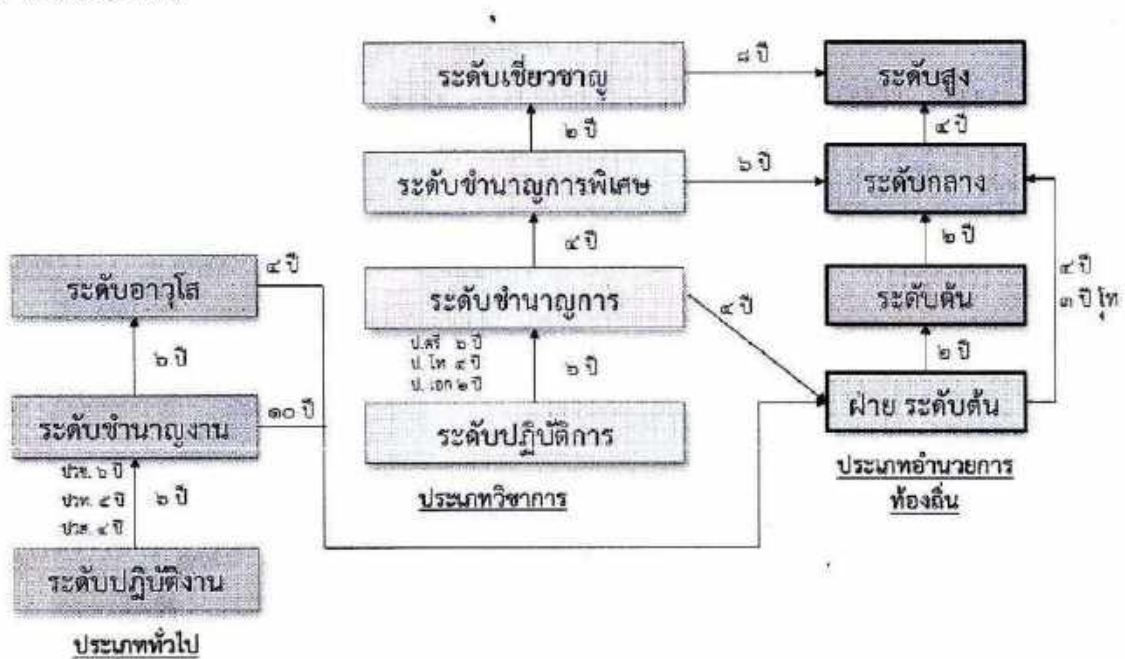 ระดับเชี่ยวชาญ
๘ ปี
ระดับสูง
๒ ปี
๔ ปี
ระดับชำนาญการพิเศษ
๖ ปี
ระดับกลาง
๔ ปี
๒ ปี
๔ ปี
๓ ปี โท
ระดับอาวุโส
๔ ปี
ระดับชำนาญการ
๔ ปี
ระดับต้น
ป.ตรี ๖ ปี
ป.โท ๔ ปี
ป.เอก ๒ ปี
๖ ปี
๒ ปี
๖ ปี
ระดับชำนาญงาน
๑๐ ปี
ระดับปฏิบัติการ
ฝ่าย ระดับต้น
ปวช. ๖ ปี
ปวท. ๕ ปี
ปวส. ๔ ปี
๖ ปี
ประเภทวิชาการ
ประเภทอำนวยการ
ท้องถิ่น
ระดับปฏิบัติงาน
ประเภททั่วไป